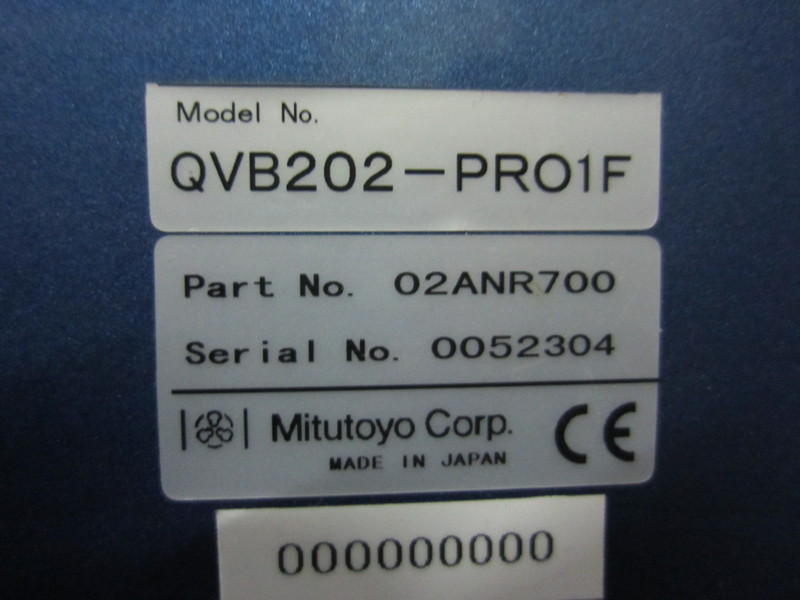 Model No.
QVB202-PRO1F
Part No. 02ANR700
Serial No. 0052304
Mitutoyo Corp. CE
MADE IN JAPAN
000000000